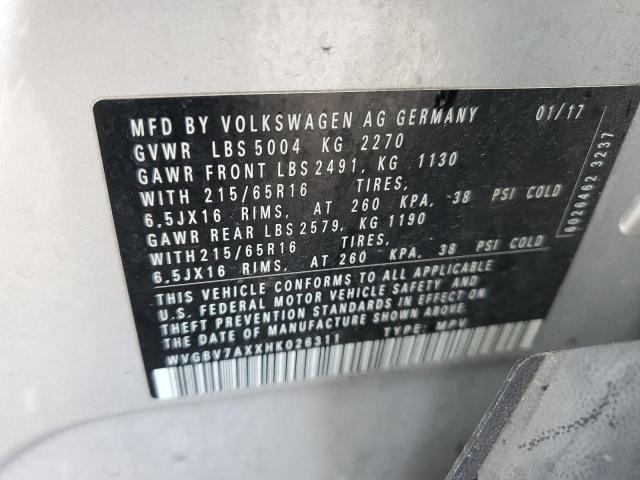 MFD BY VOLKSWAGEN AG GERMANY 01/17
GVWR LBS 5004 KG 2270
GAWR FRONT LBS 2491, KG 1130
WITH 215/65R16 TIRES,
6,5JX16 RIMS, AT 260 KPA, 38 PSI COLD
GAWR REAR LBS 2579, KG 1190
WITH 215/65R16 TIRES,
6,5JX16 RIMS, AT 260 KPA, 38 PSI COLD
THIS VEHICLE CONFORMS TO ALL APPLICABLE
U.S. FEDERAL MOTOR VEHICLE SAFETY AND
THEFT PREVENTION STANDARDS IN EFFECT ON
THE DATE OF MANUFACTURE SHOWN ABOVE.
WVGBV7AXXHK026311 TYPE: MPV
6026462 3237